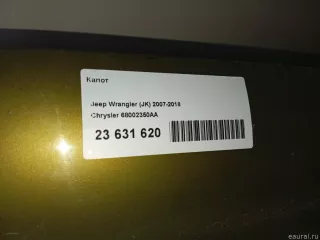 Капот
Jeep Wrangler (JK) 2007-2018
Chrysler 68002350AA
23 631 620
eaural.ru